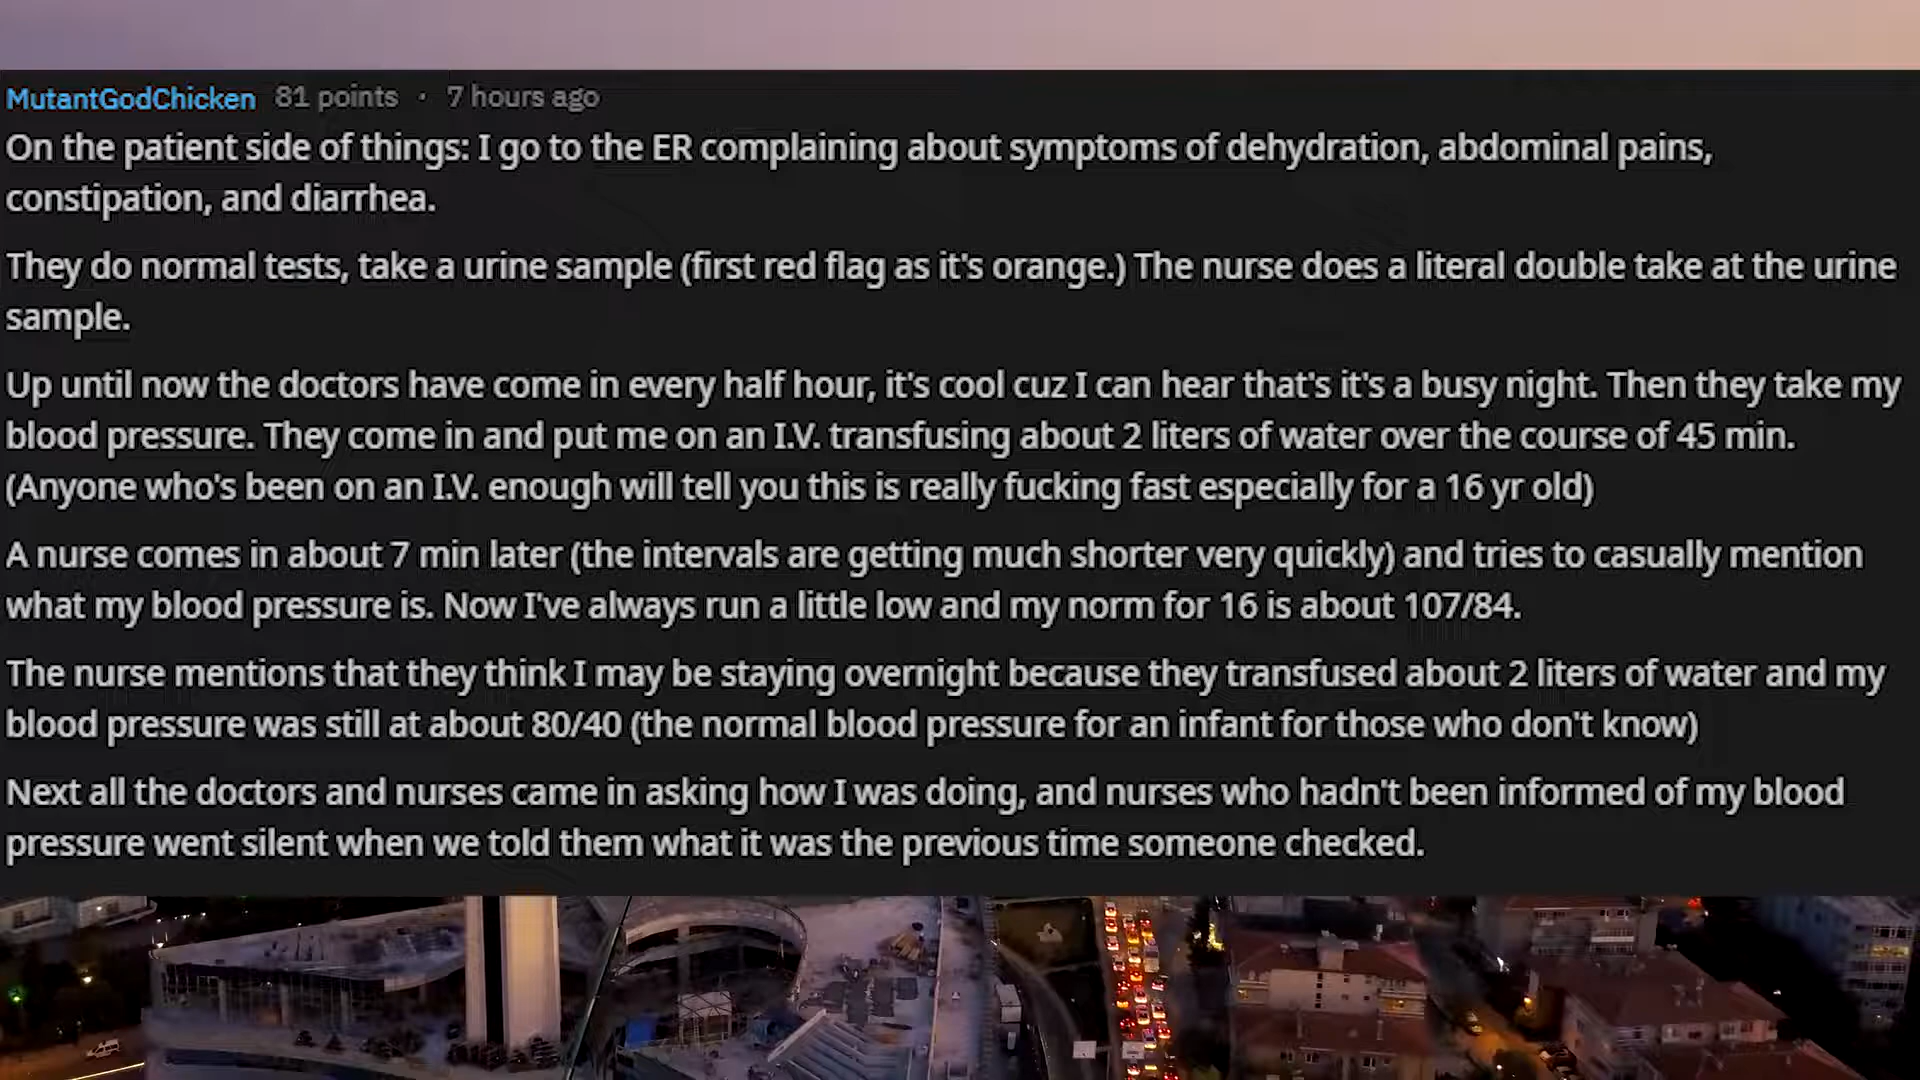 MutantGodChicken 81 points · 7 hours ago
On the patient side of things: I go to the ER complaining about symptoms of dehydration, abdominal pains,
constipation, and diarrhea.
They do normal tests, take a urine sample (first red flag as it's orange.) The nurse does a literal double take at the urine
sample.
Up until now the doctors have come in every half hour, it's cool cuz I can hear that's it's a busy night. Then they take my
blood pressure. They come in and put me on an I.V. transfusing about 2 liters of water over the course of 45 min.
(Anyone who's been on an I.V. enough will tell you this is really fucking fast especially for a 16 yr old)
A nurse comes in about 7 min later (the intervals are getting much shorter very quickly) and tries to casually mention
what my blood pressure is. Now I've always run a little low and my norm for 16 is about 107/84.
The nurse mentions that they think I may be staying overnight because they transfused about 2 liters of water and my
blood pressure was still at about 80/40 (the normal blood pressure for an infant for those who don't know)
Next all the doctors and nurses came in asking how I was doing, and nurses who hadn't been informed of my blood
pressure went silent when we told them what it was the previous time someone checked.